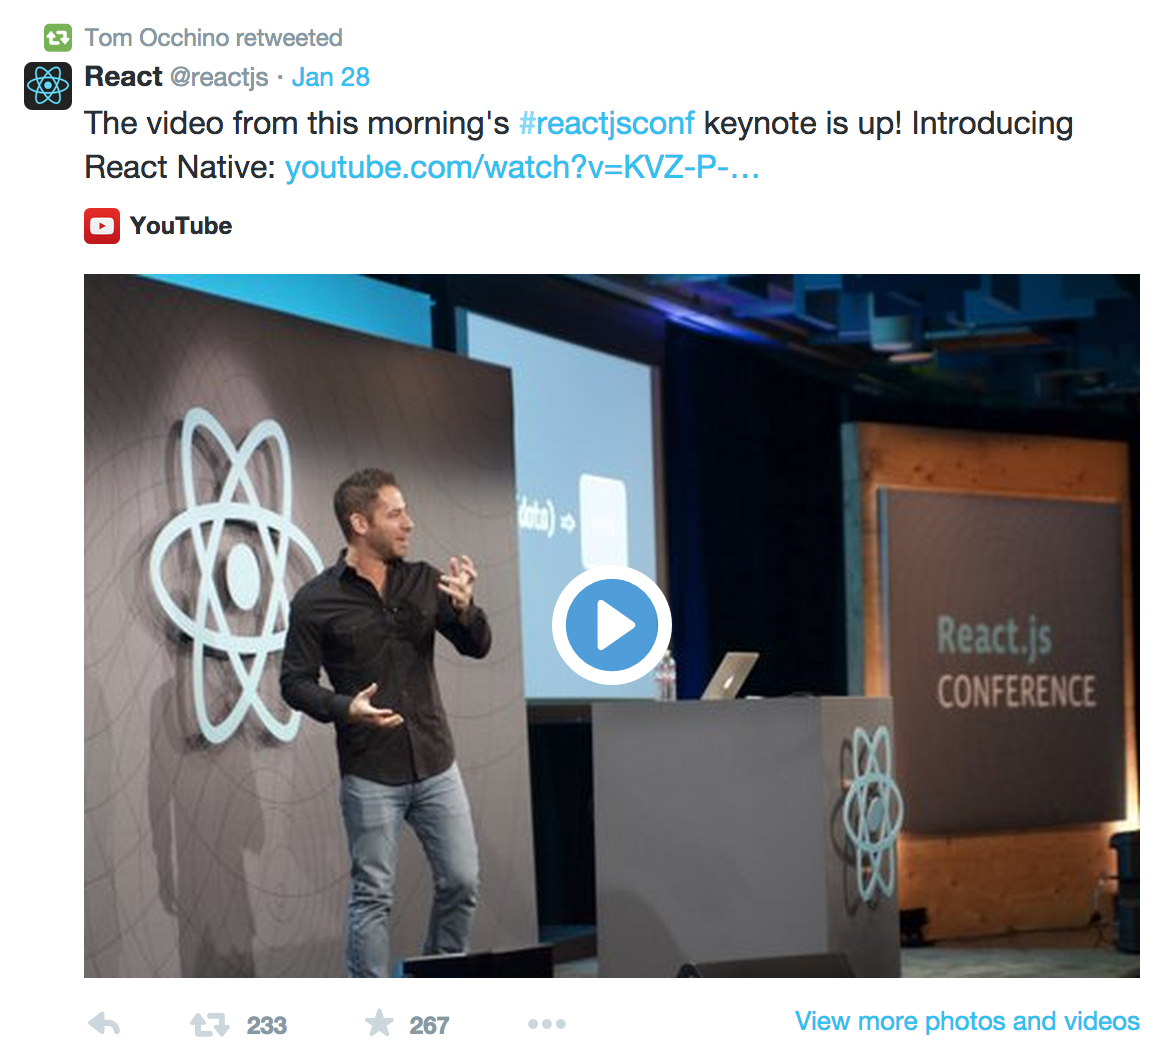 Tom Occhino retweeted
React @reactjs · Jan 28
The video from this morning's #reactjsconf keynote is up! Introducing
React Native: youtube.com/watch?v=KVZ-P-…
YouTube
data) ⇨
React.js
CONFERENCE
233 267 View more photos and videos